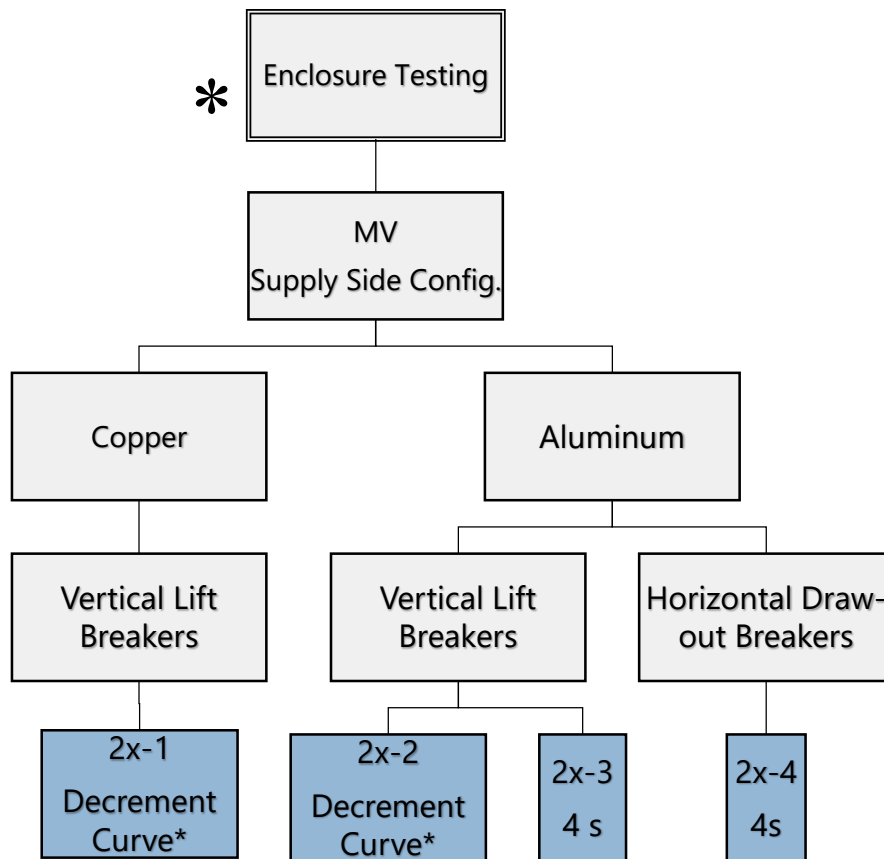 Enclosure Testing
*
MV
Supply Side Config.
Copper
Aluminum
Vertical Lift
Breakers
Vertical Lift
Breakers
Horizontal Draw-
out Breakers
2x-1
Decrement
Curve*
2x-2
Decrement
Curve*
2x-3
4 s
2x-4
4s